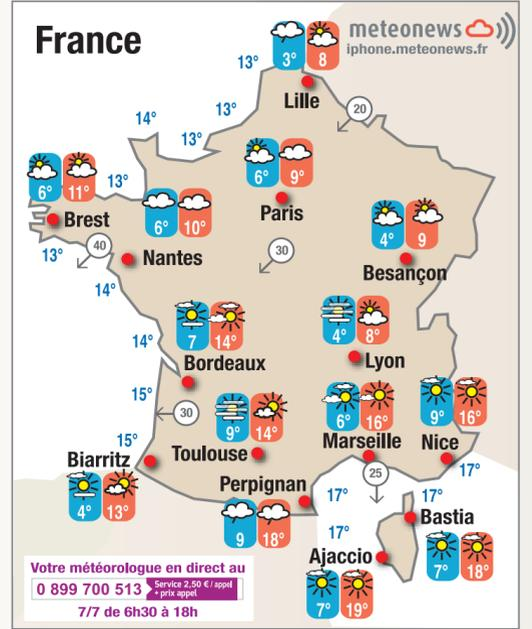 France
meteonews
iphone.meteonews.fr
3° 8
Lille
13°
20
14°
13°
13°
6° 9°
Paris
6° 11°
Brest
13°
6° 10°
Nantes
4° 9
Besançon
13°
40
30
14°
7 14°
Bordeaux
4° 8°
Lyon
14°
15°
30
9° 14°
Toulouse
6° 16°
Marseille
9° 16°
Nice
15°
Biarritz
4° 13°
Perpignan
9 18°
25
17°
17°
17°
17°
Bastia
7° 18°
Ajaccio
7° 19°
Votre météorologue en direct au
0 899 700 513 Service 2,50 € / appel
+ prix appel
7/7 de 6h30 à 18h